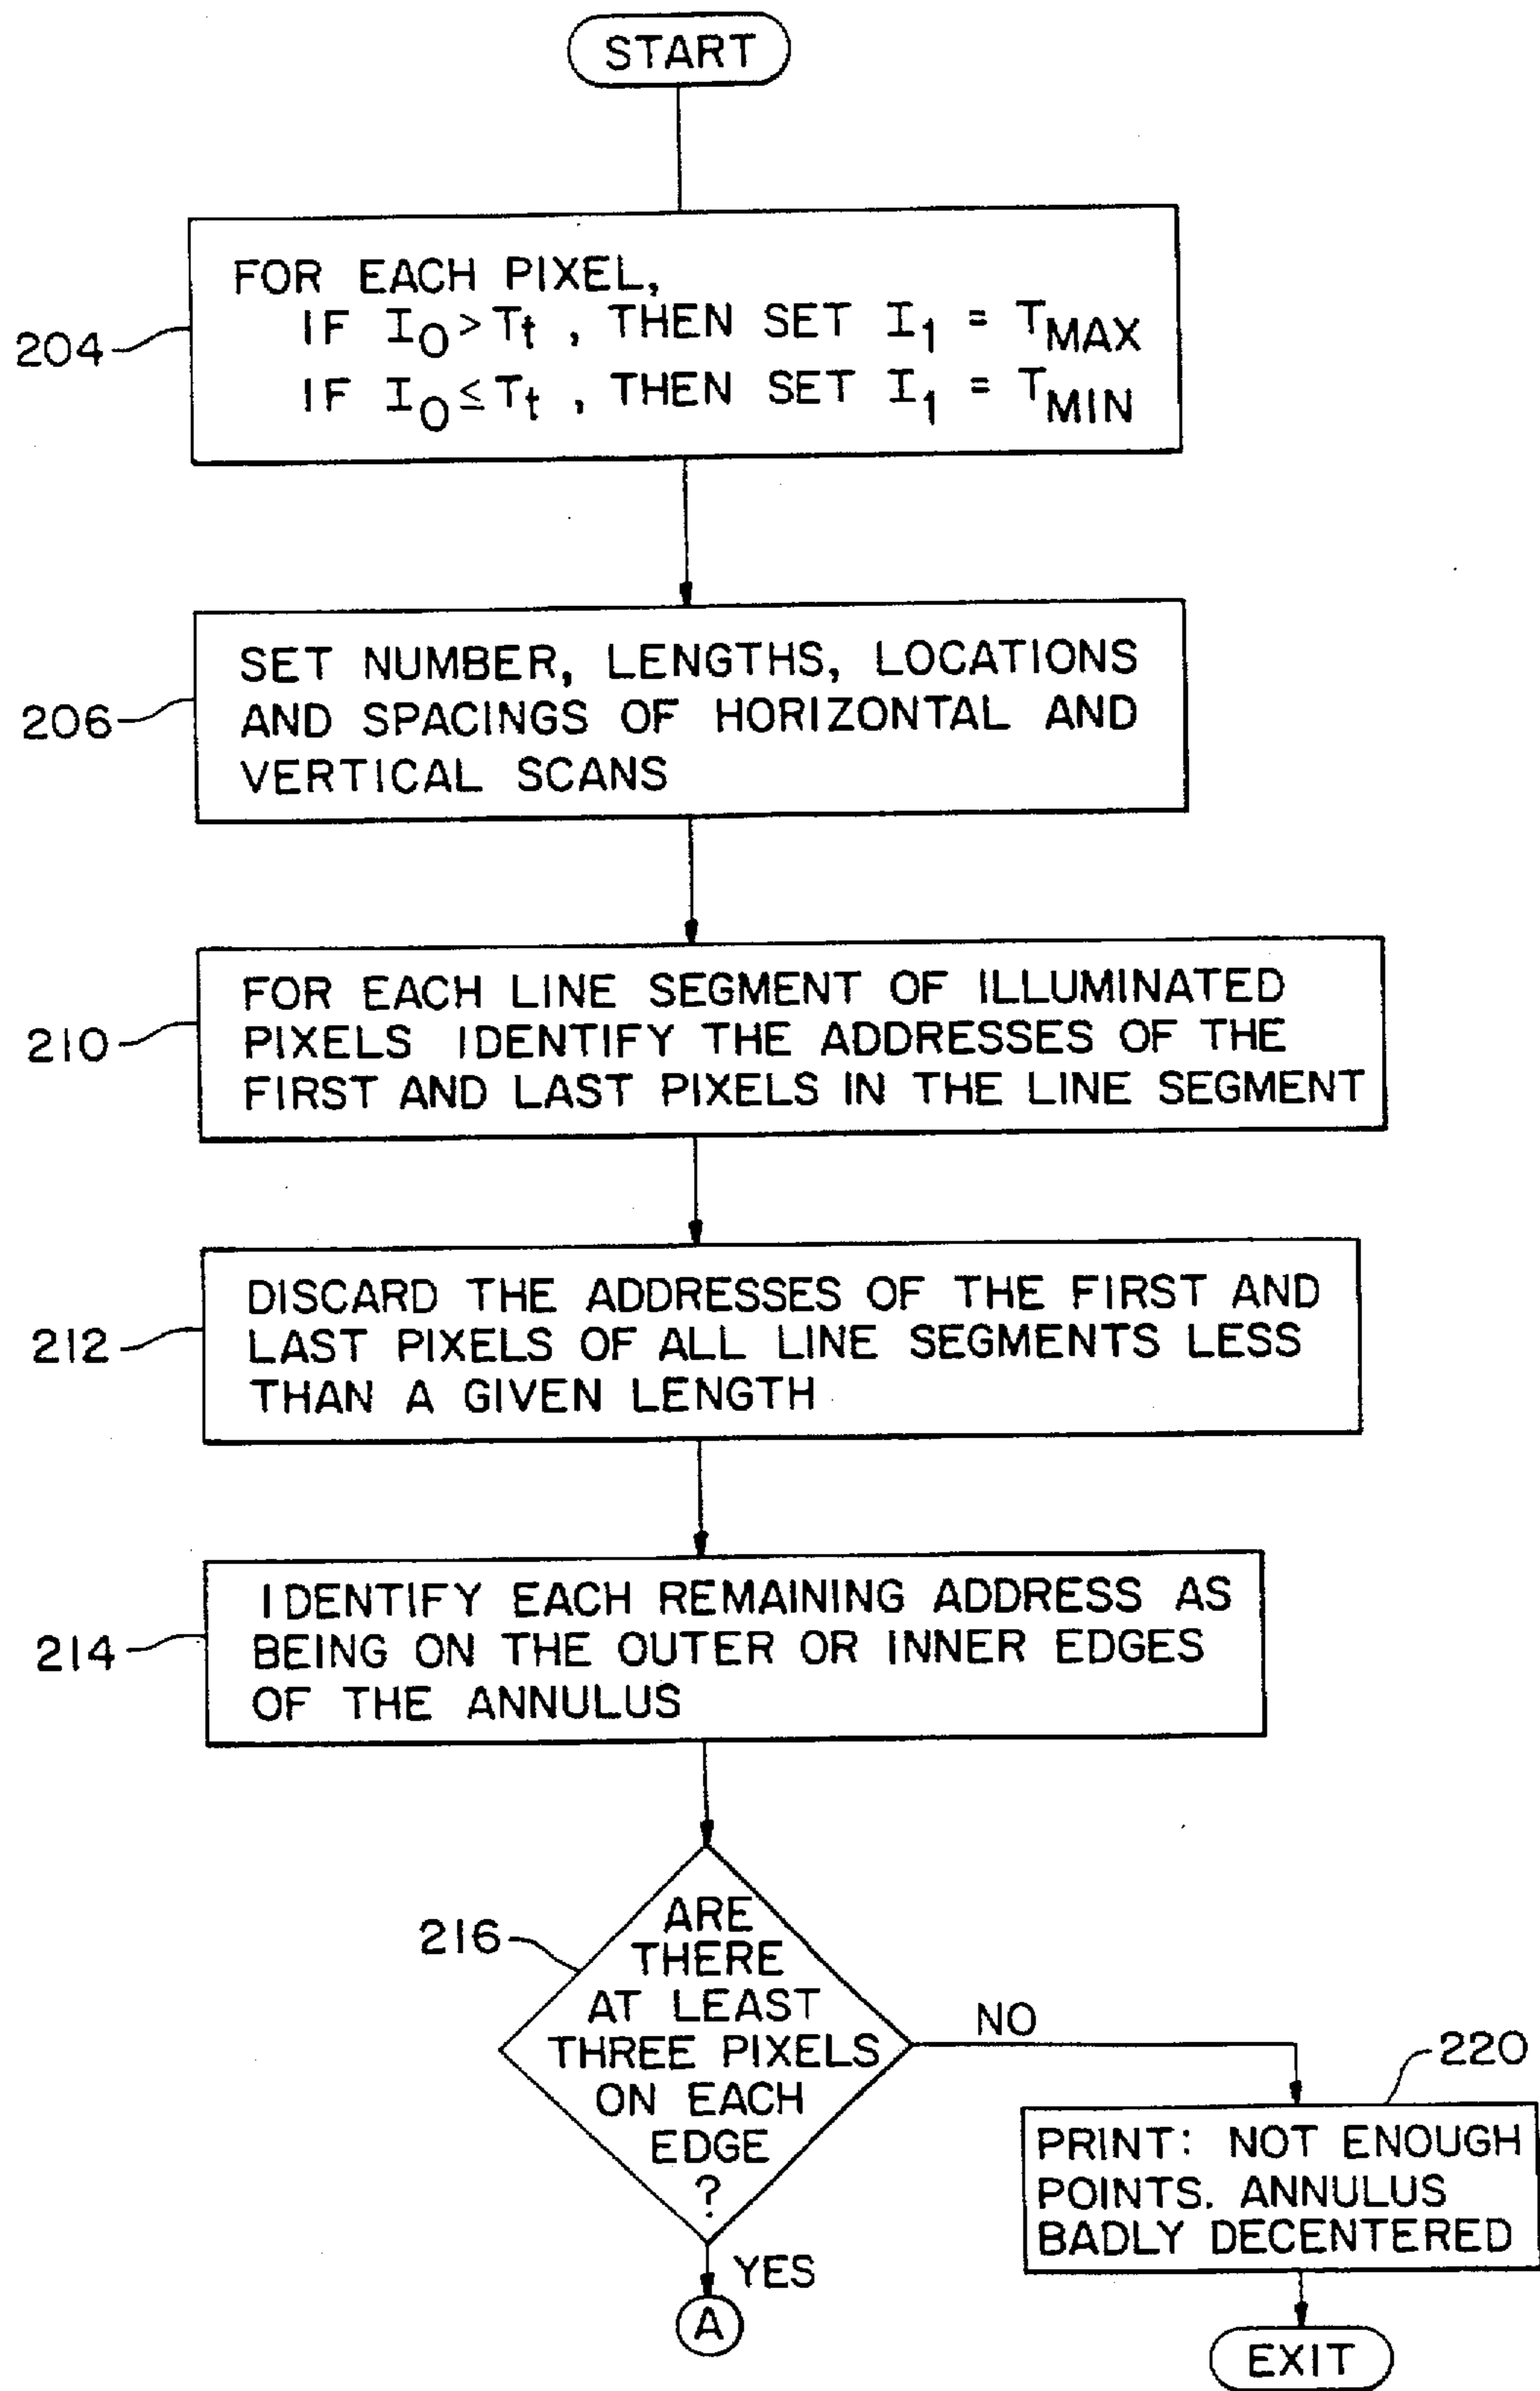 START
FOR EACH PIXEL,
IF I0 > Tt , THEN SET I1 = TMAX
IF I0 ≤ Tt , THEN SET I1 = TMIN
204
SET NUMBER, LENGTHS, LOCATIONS
AND SPACINGS OF HORIZONTAL AND
VERTICAL SCANS
206
FOR EACH LINE SEGMENT OF ILLUMINATED
PIXELS IDENTIFY THE ADDRESSES OF THE
FIRST AND LAST PIXELS IN THE LINE SEGMENT
210
DISCARD THE ADDRESSES OF THE FIRST AND
LAST PIXELS OF ALL LINE SEGMENTS LESS
THAN A GIVEN LENGTH
212
IDENTIFY EACH REMAINING ADDRESS AS
BEING ON THE OUTER OR INNER EDGES
OF THE ANNULUS
214
216
ARE
THERE
AT LEAST
THREE PIXELS
ON EACH
EDGE
?
NO
220
PRINT: NOT ENOUGH
POINTS. ANNULUS
BADLY DECENTERED
YES
A
EXIT